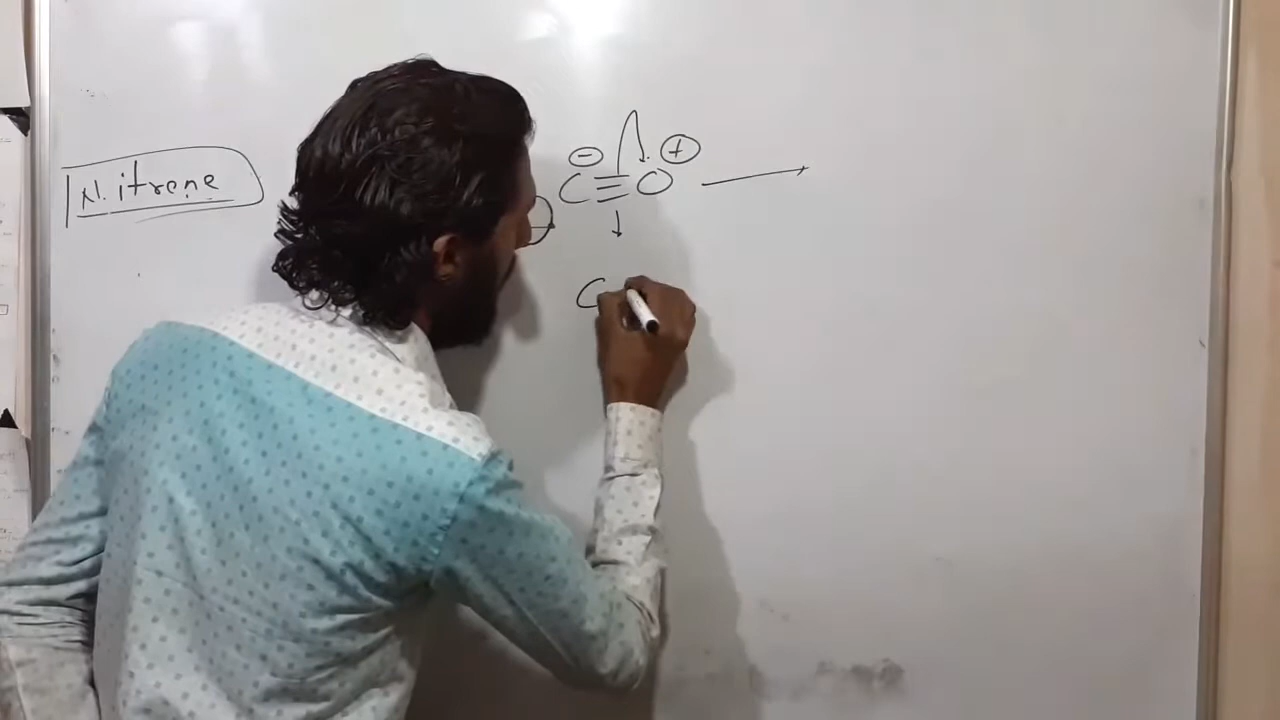 Nitrene
⊖ ⊕
C≡O ⟶
↓
C